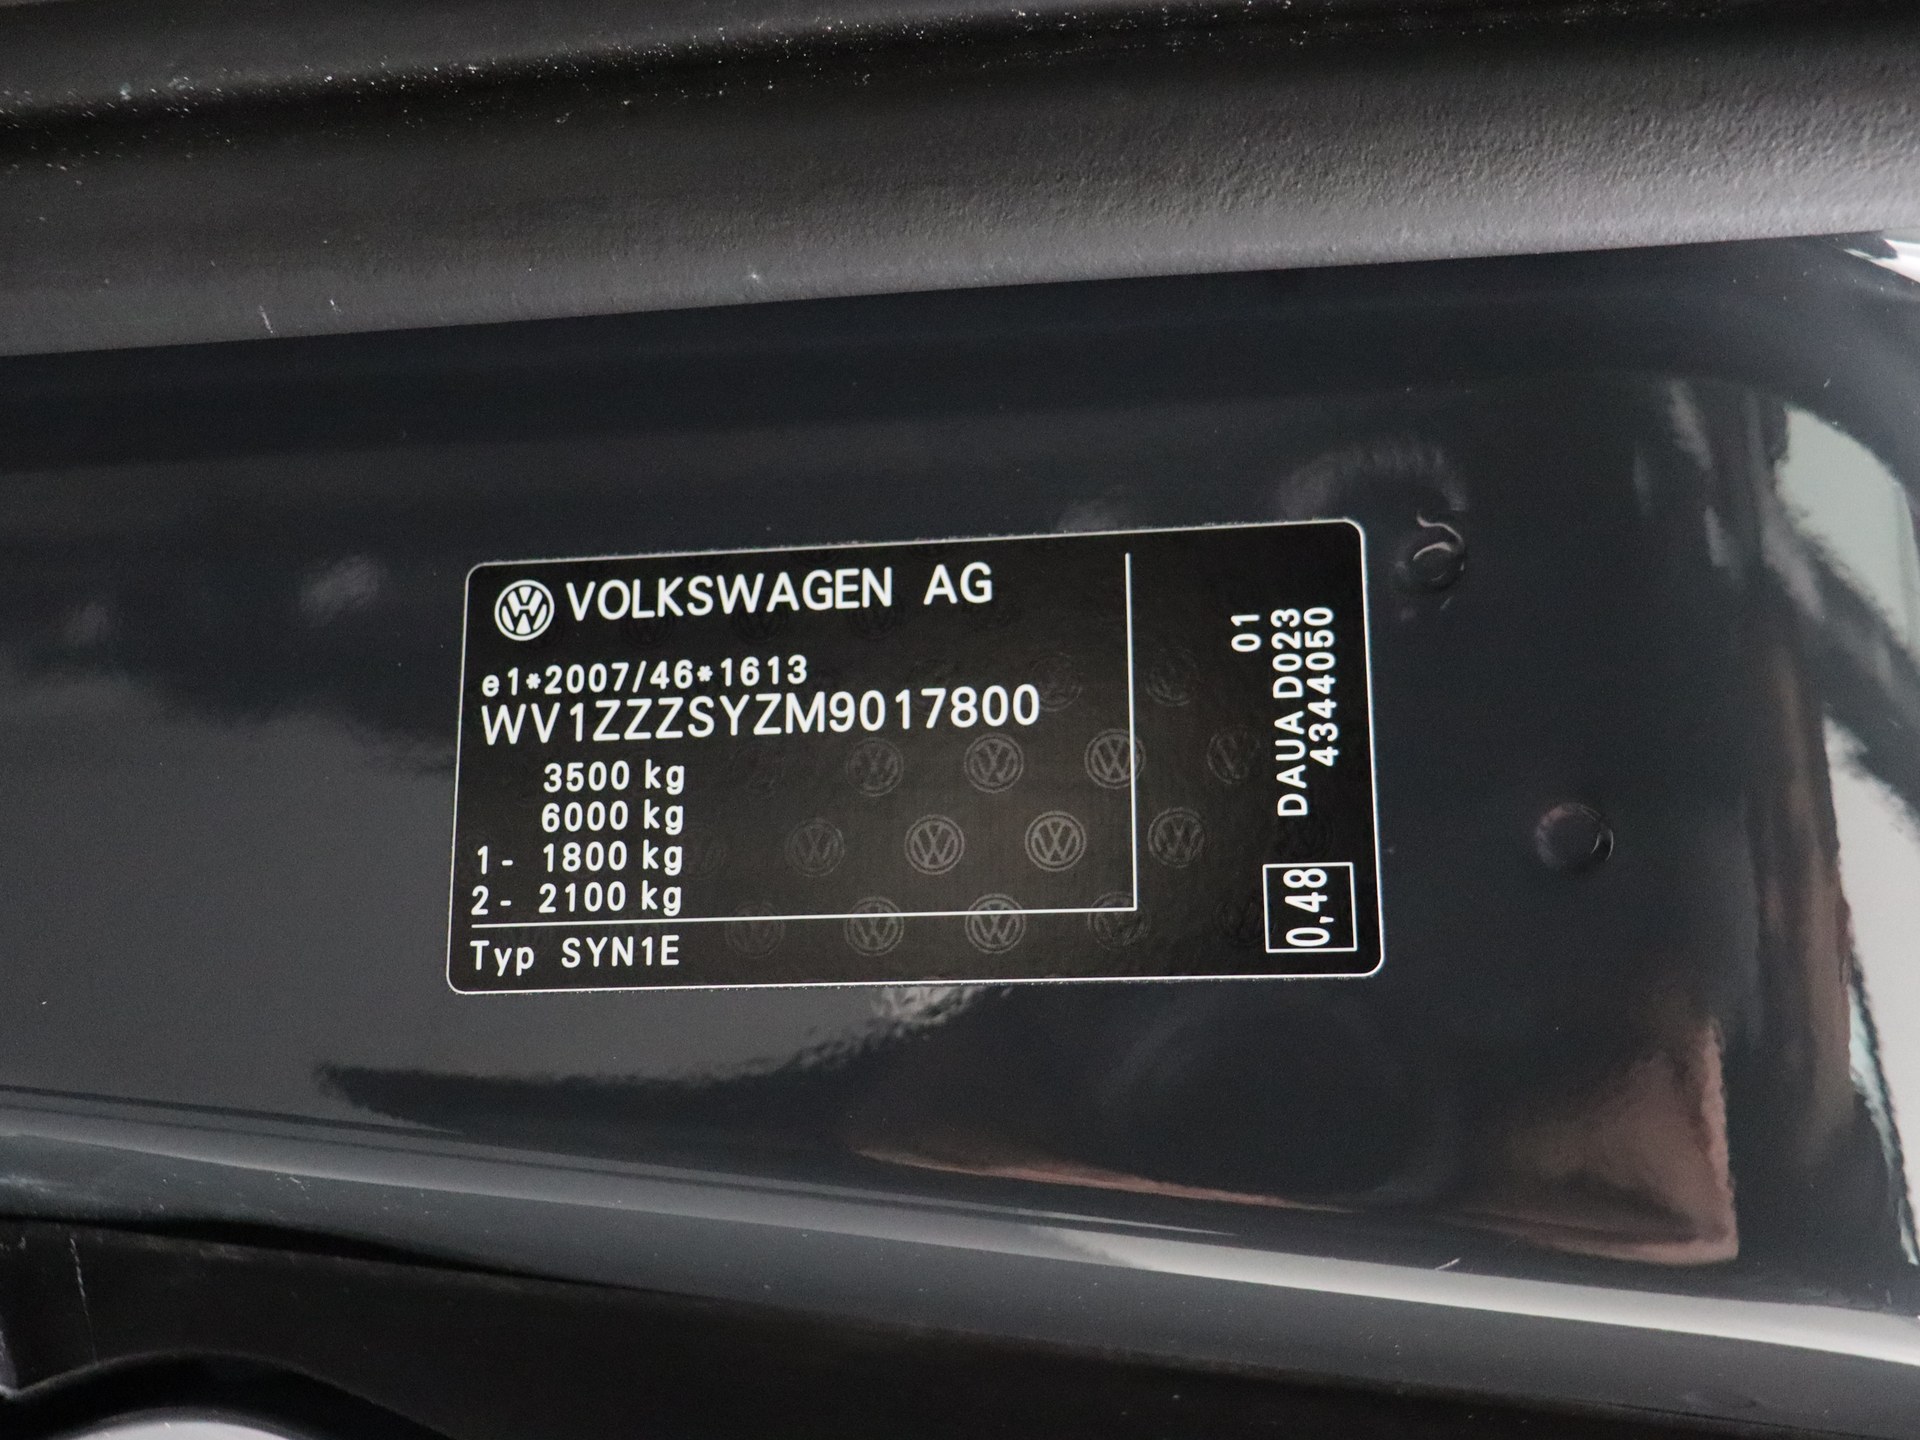 VOLKSWAGEN AG
e1*2007/46*1613
WV1ZZZSYZM9017800
3500 kg
6000 kg
1- 1800 kg
2- 2100 kg
Typ SYN1E
01
DAUA D023
4344050
0,48